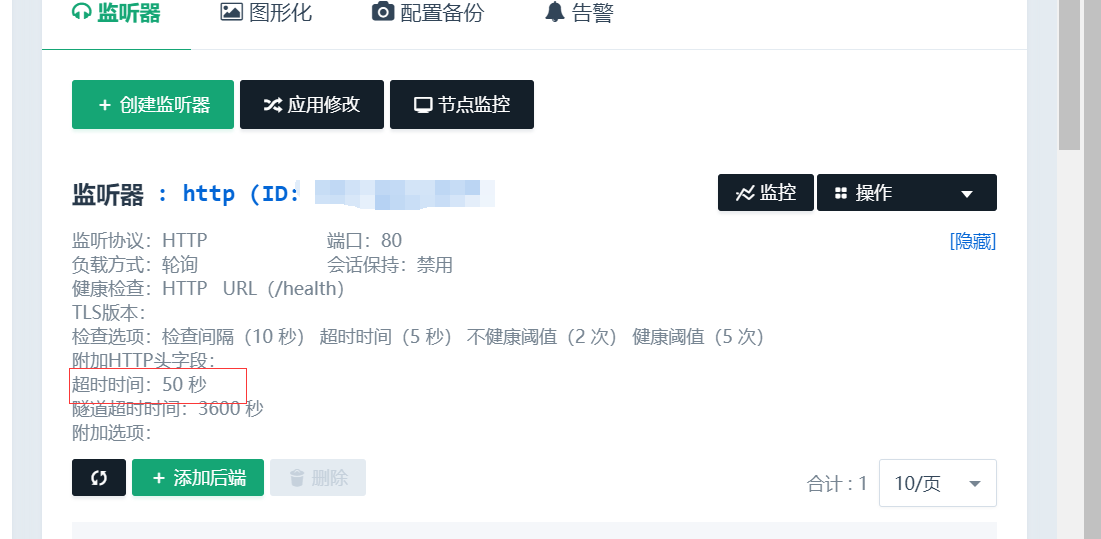 监听器 图形化 配置备份 告警
+ 创建监听器 应用修改 节点监控
监听器 : http (ID: 监控 操作
监听协议: HTTP 端口: 80 [隐藏]
负载方式: 轮询 会话保持: 禁用
健康检查: HTTP URL (/health)
TLS版本:
检查选项: 检查间隔 (10 秒) 超时时间 (5 秒) 不健康阈值 (2 次) 健康阈值 (5 次)
附加HTTP头字段:
超时时间: 50 秒
隧道超时时间: 3600 秒
附加选项:
+ 添加后端 删除 合计 : 1 10/页